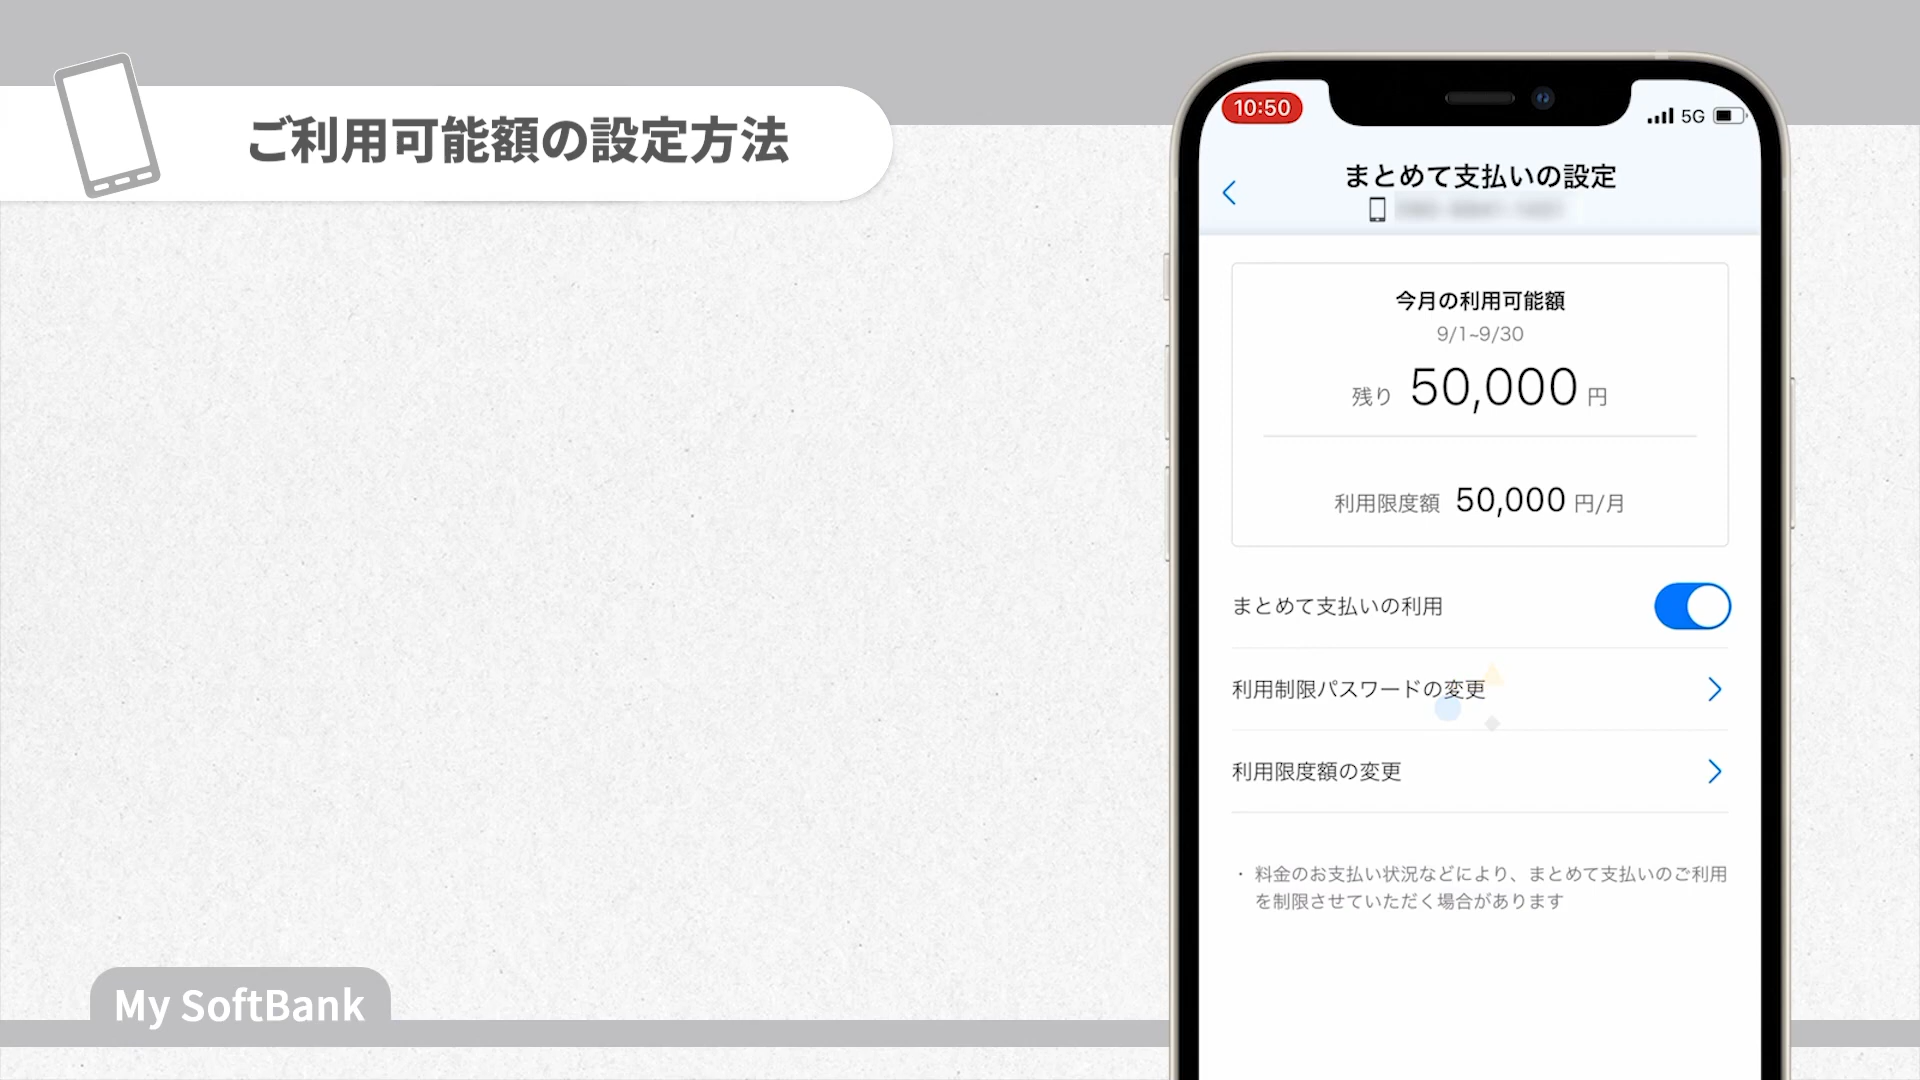 ご利用可能額の設定方法
10:50
5G
まとめて支払いの設定
今月の利用可能額
9/1~9/30
残り 50,000 円
利用限度額 50,000 円/月
まとめて支払いの利用
利用制限パスワードの変更
利用限度額の変更
・ 料金のお支払い状況などにより、まとめて支払いのご利用
を制限させていただく場合があります
My SoftBank